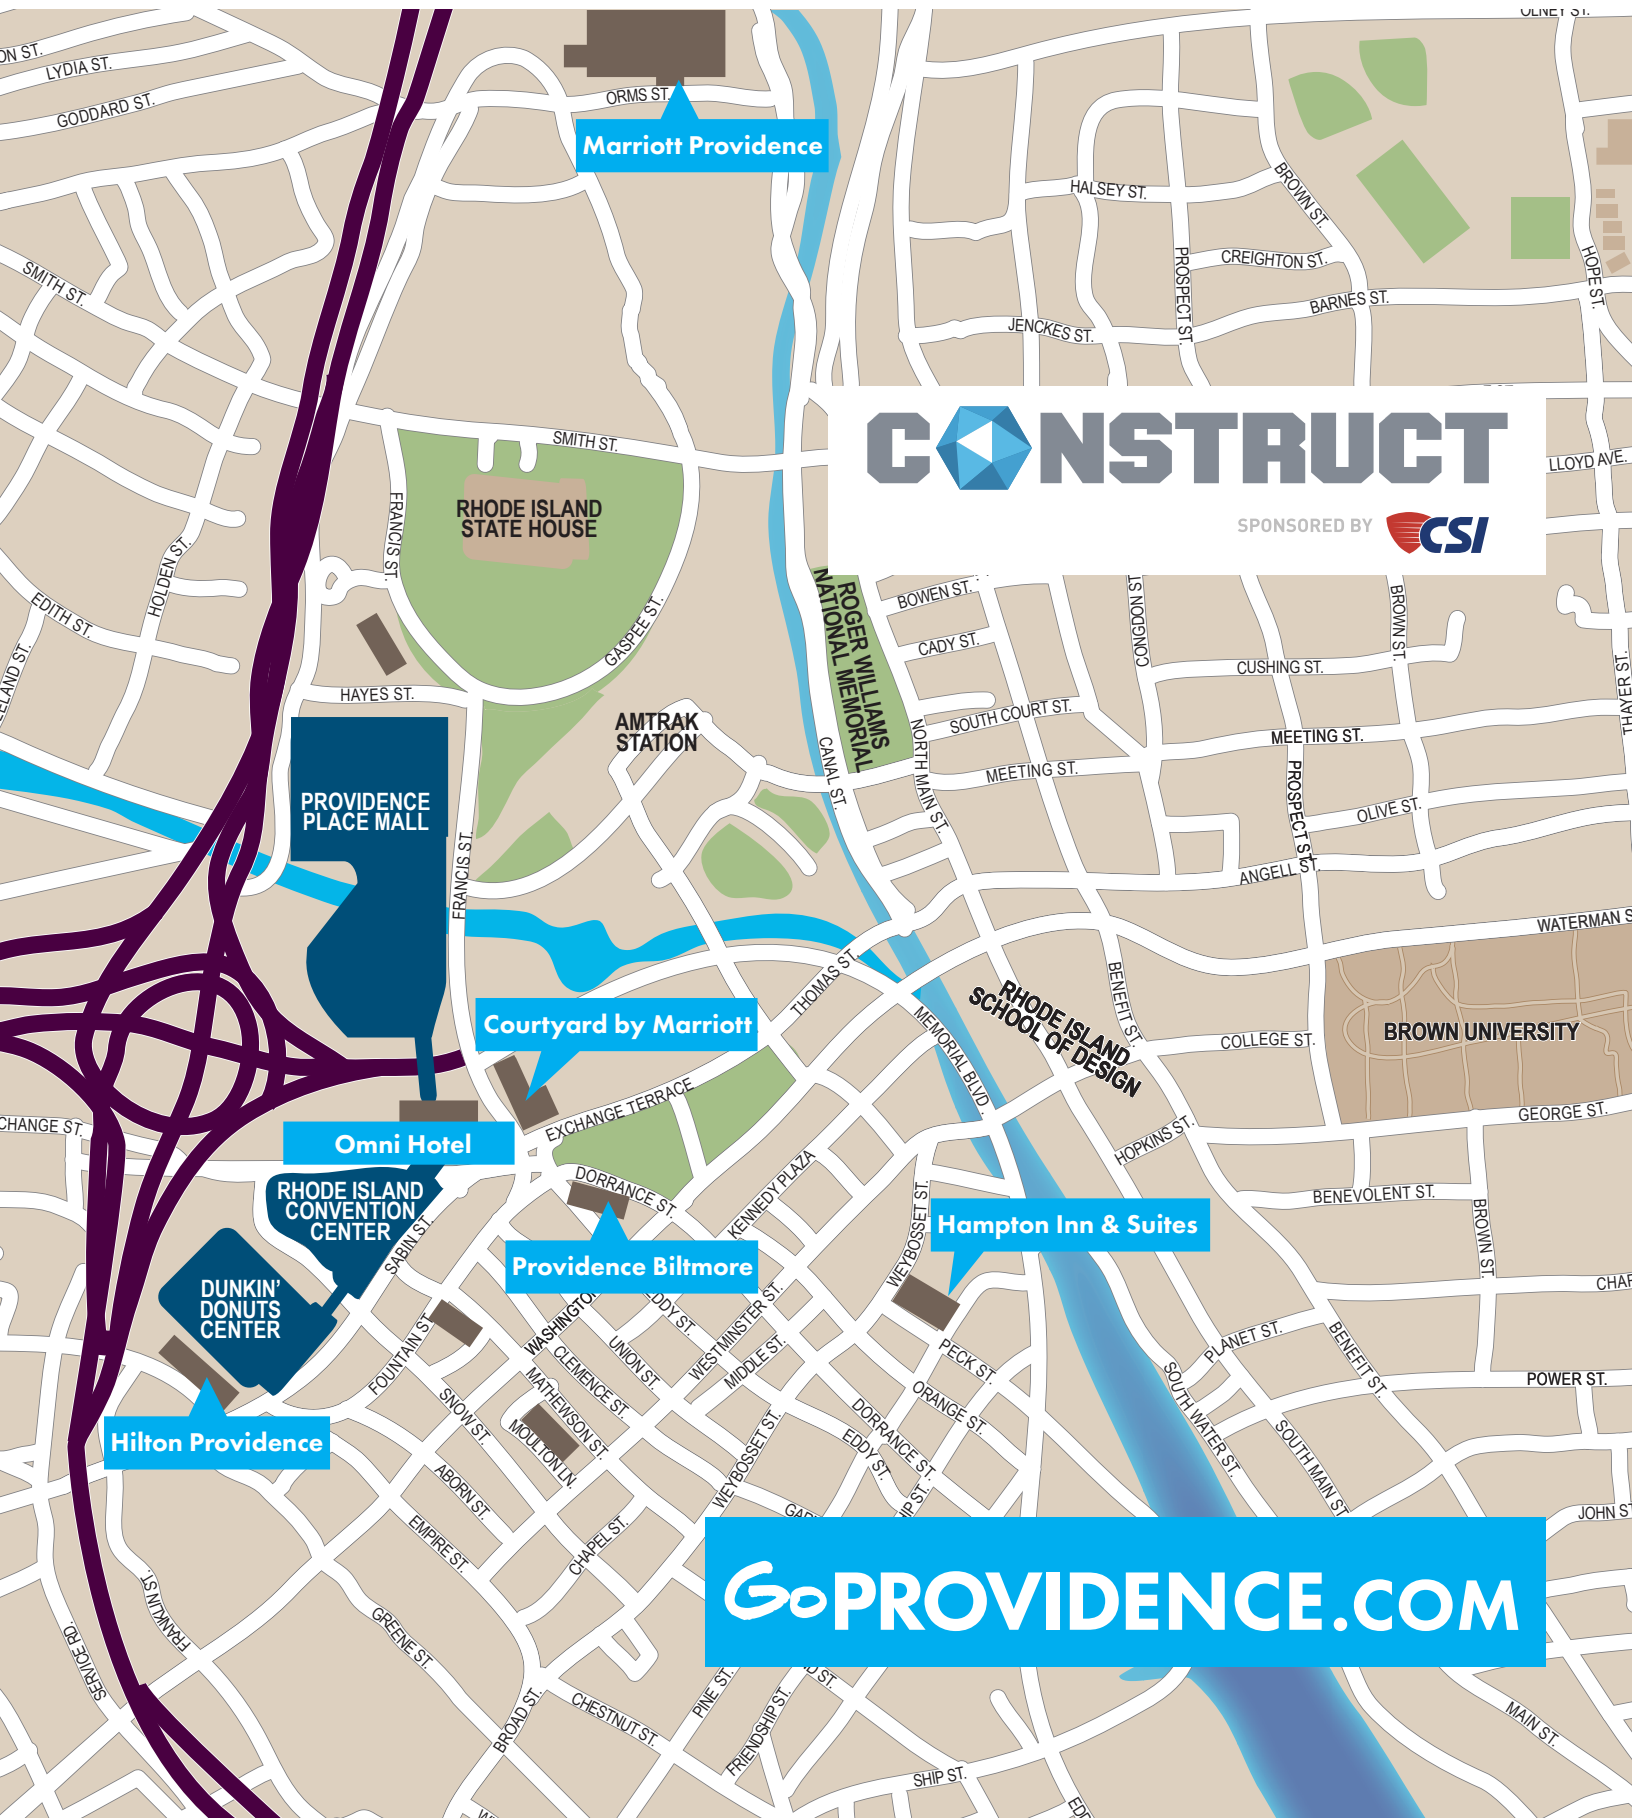 OLNEY ST.
LYDIA ST.
GODDARD ST.
ORMS ST.
Marriott Providence
HALSEY ST.
BROWN ST.
PROSPECT ST.
CREIGHTON ST.
HOPE ST.
SMITH ST.
BARNES ST.
JENCKES ST.
CONSTRUCT
SPONSORED BY CSI
SMITH ST.
LLOYD AVE.
RHODE ISLAND
STATE HOUSE
FRANCIS ST.
HOLDEN ST.
EDITH ST.
GASPEE ST.
ROGER WILLIAMS
NATIONAL MEMORIAL
BOWEN ST.
CADY ST.
CONGDON ST
BROWN ST.
CUSHING ST.
THAYER ST.
HAYES ST.
AMTRAK
STATION
SOUTH COURT ST.
NORTH MAIN ST.
MEETING ST.
MEETING ST.
CANAL ST.
PROVIDENCE
PLACE MALL
PROSPECT ST.
OLIVE ST.
ANGELL ST.
FRANCIS ST.
WATERMAN S
THOMAS ST.
BENEFIT ST.
RHODE ISLAND
SCHOOL OF DESIGN
MEMORIAL BLVD.
COLLEGE ST.
BROWN UNIVERSITY
Courtyard by Marriott
EXCHANGE TERRACE
GEORGE ST.
CHANGE ST.
Omni Hotel
HOPKINS ST.
RHODE ISLAND
CONVENTION
CENTER
SABIN ST.
DORRANCE ST.
KENNEDY PLAZA
WEYBOSSET ST.
BENEVOLENT ST.
BROWN ST.
Hampton Inn & Suites
Providence Biltmore
DUNKIN'
DONUTS
CENTER
FOUNTAIN ST.
WASHINGTON
EDDY ST.
UNION ST.
CLEMENCE ST.
MATHEWSON ST.
WESTMINSTER ST.
MIDDLE ST.
PECK ST.
ORANGE ST.
PLANET ST.
BENEFIT ST.
POWER ST.
SNOW ST.
MOULTON LN.
DORRANCE ST.
EDDY ST.
SOUTH WATER ST.
SOUTH MAIN ST
Hilton Providence
ABORN ST.
EMPIRE ST.
CHAPEL ST.
WEYBOSSET ST.
JOHN ST
GoPROVIDENCE.COM
FRANKLIN ST.
SERVICE RD.
GREENE ST.
BROAD ST.
CHESTNUT ST.
PINE ST.
FRIENDSHIP ST.
SHIP ST.
MAIN ST.